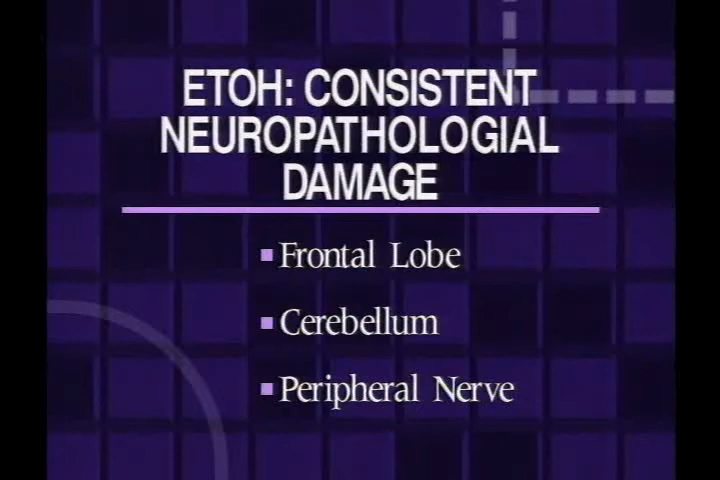 ETOH: CONSISTENT
NEUROPATHOLOGIAL
DAMAGE
Frontal Lobe
Cerebellum
Peripheral Nerve